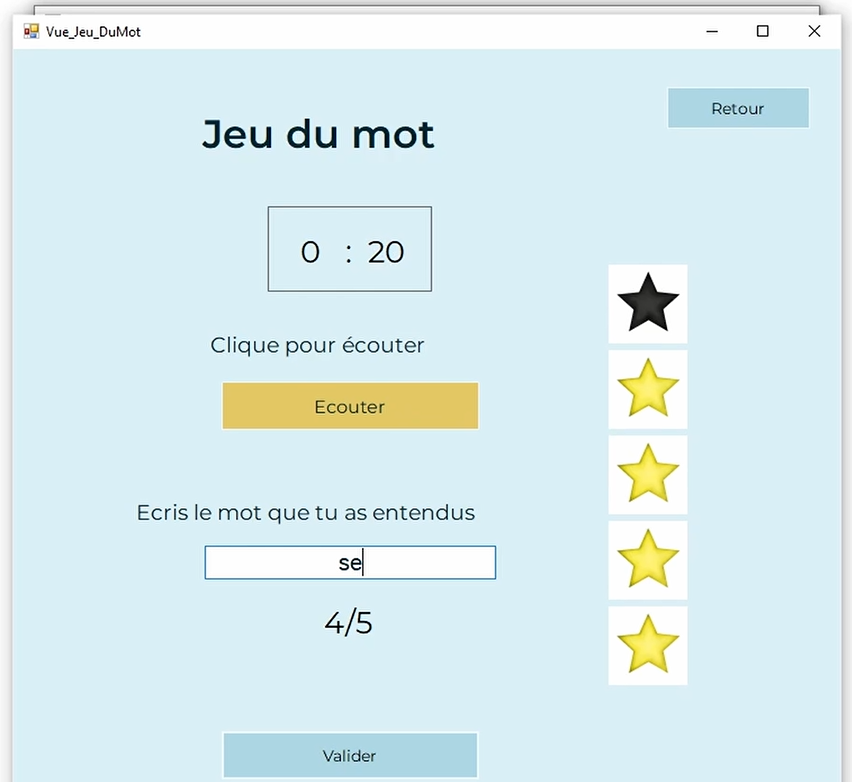 Vue_Jeu_DuMot
Retour
Jeu du mot
0 : 20
Clique pour écouter
Ecouter
Ecris le mot que tu as entendus
se
4/5
Valider